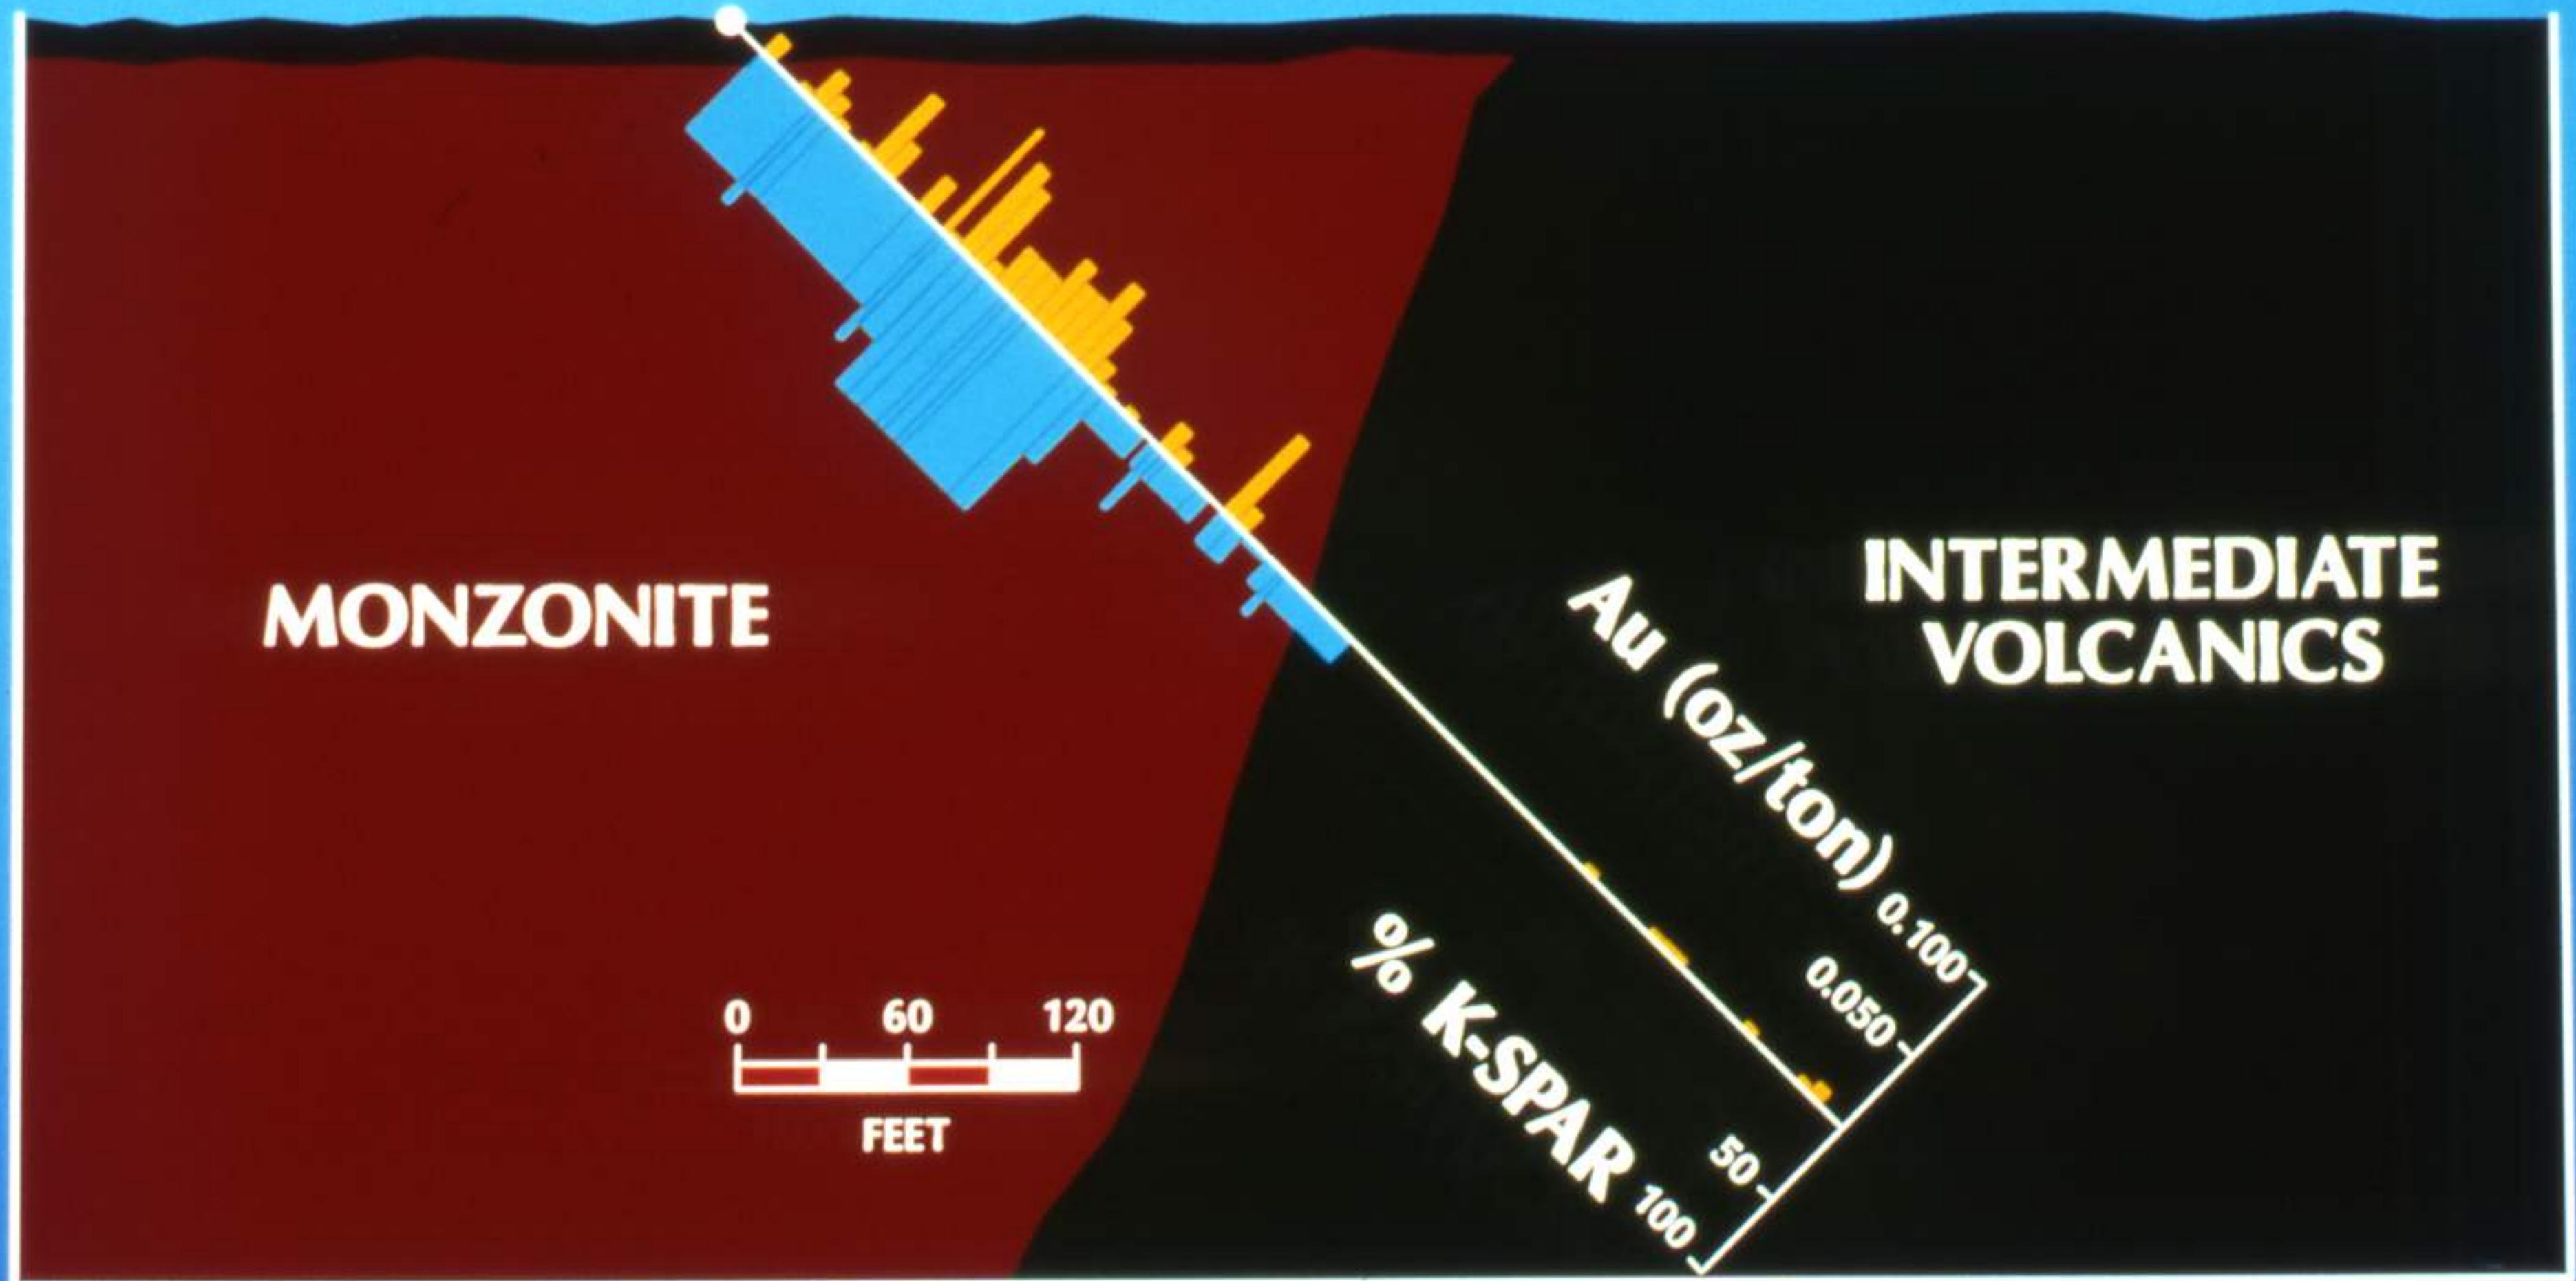 MONZONITE
INTERMEDIATE
VOLCANICS
Au (oz/ton)
0.100
0.050
% K-SPAR
50
100
0 60 120
FEET